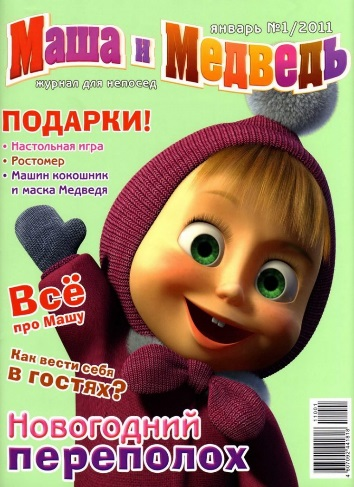 январь №1/2011
Маша и Медведь
журнал для непосед
ПОДАРКИ!
• Настольная игра
• Ростомер
• Машин кокошник
и маска Медведя
Всё
про Машу
Как вести себя
в гостях?
Новогодний
переполох